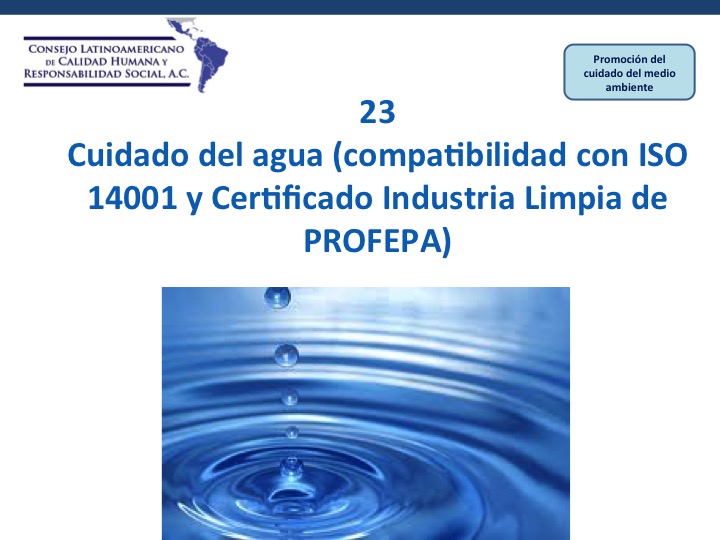 CONSEJO LATINOAMERICANO
DE CALIDAD HUMANA Y
RESPONSABILIDAD SOCIAL, A.C.
Promoción del
cuidado del medio
ambiente
23
Cuidado del agua (compatibilidad con ISO
14001 y Certificado Industria Limpia de
PROFEPA)